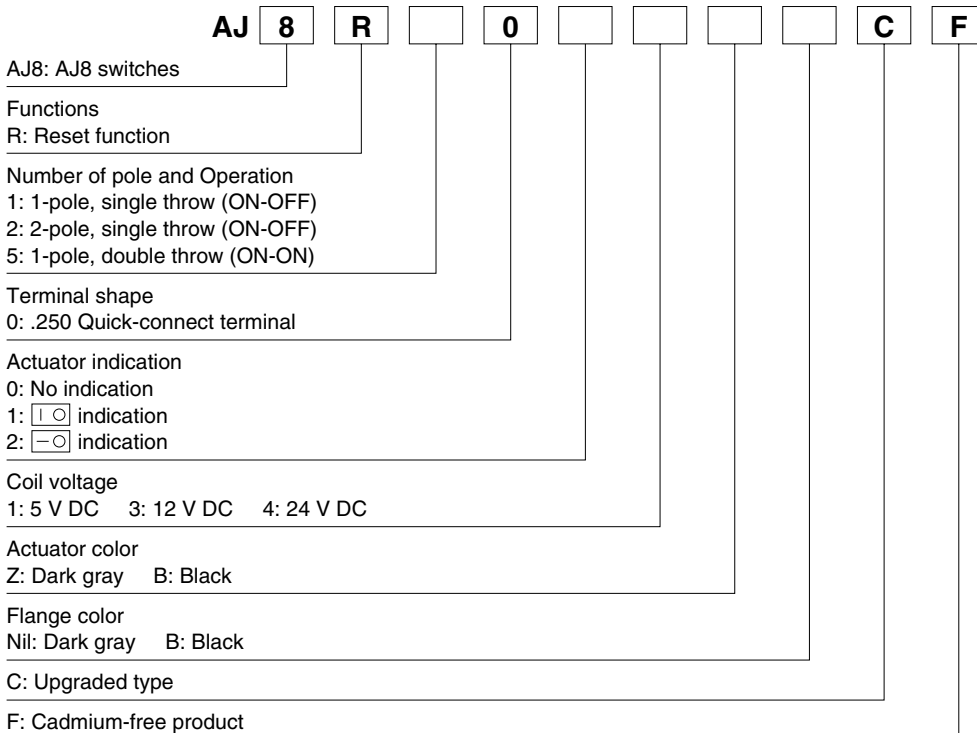 AJ 8 R 0 C F
AJ8: AJ8 switches
Functions
R: Reset function
Number of pole and Operation
1: 1-pole, single throw (ON-OFF)
2: 2-pole, single throw (ON-OFF)
5: 1-pole, double throw (ON-ON)
Terminal shape
0: .250 Quick-connect terminal
Actuator indication
0: No indication
1: | ○ indication
2: — ○ indication
Coil voltage
1: 5 V DC 3: 12 V DC 4: 24 V DC
Actuator color
Z: Dark gray B: Black
Flange color
Nil: Dark gray B: Black
C: Upgraded type
F: Cadmium-free product